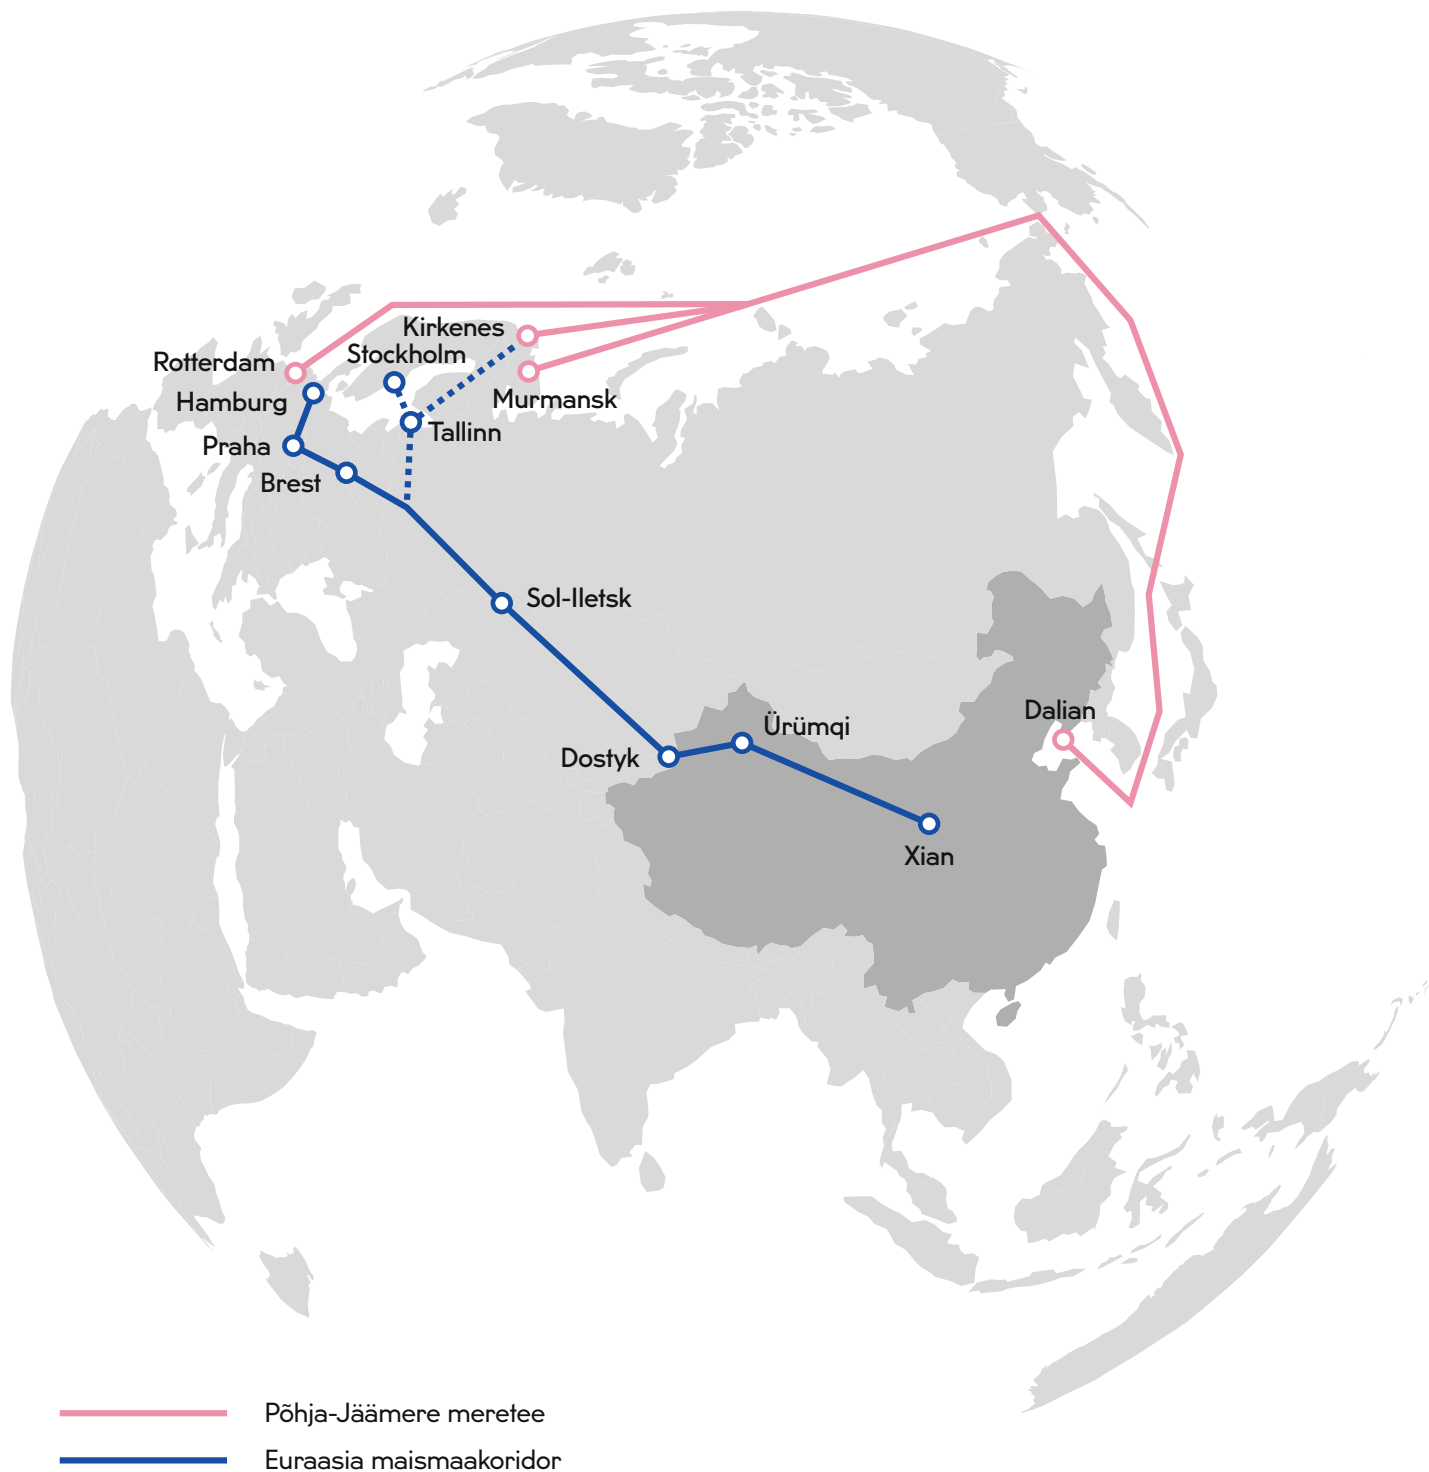 Kirkenes
Stockholm
Rotterdam
Hamburg
Murmansk
Tallinn
Praha
Brest
Sol-Iletsk
Dalian
Ürümqi
Dostyk
Xian
Põhja-Jäämere meretee
Euraasia maismaakoridor